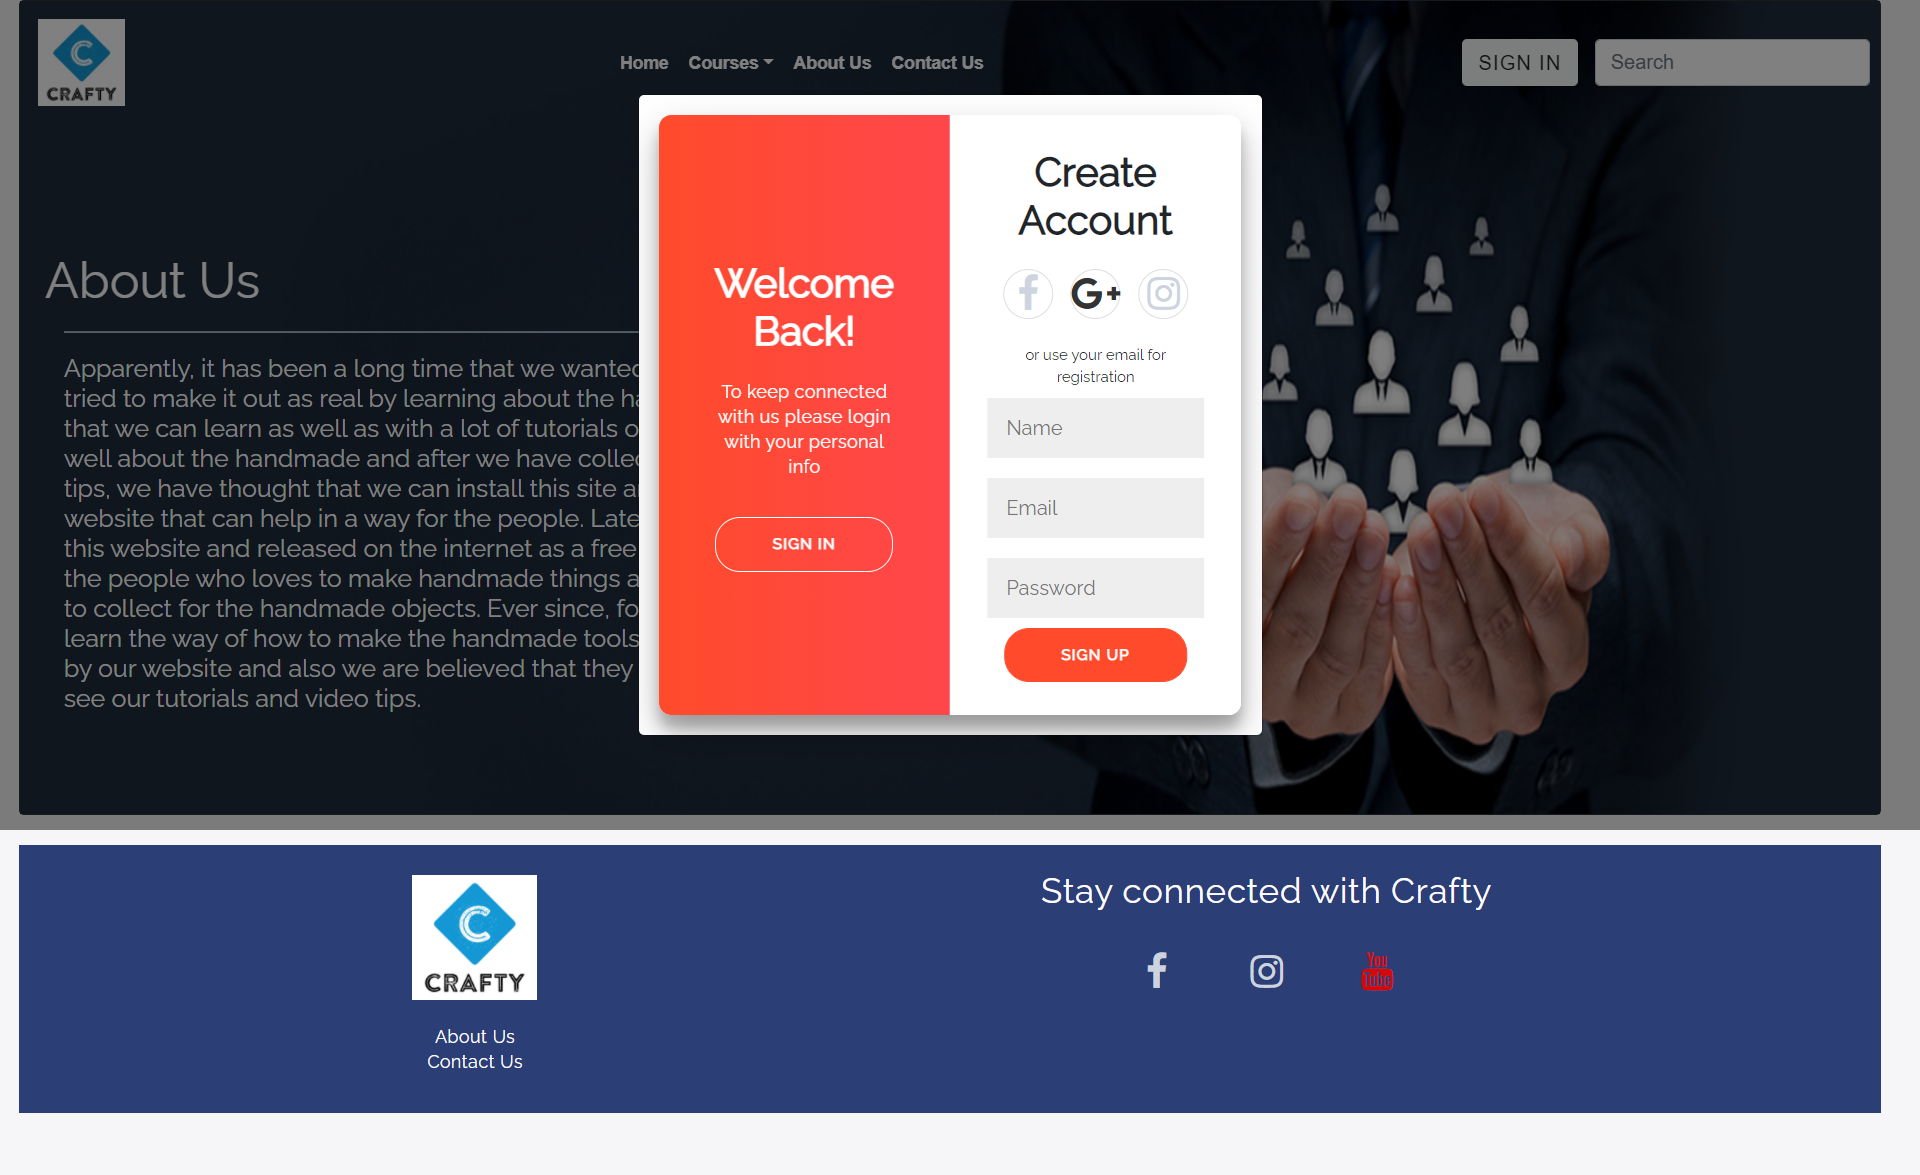 CRAFTY
Home Courses About Us Contact Us
SIGN IN
Search
About Us
Apparently, it has been a long time that we wanted
tried to make it out as real by learning about the
that we can learn as well as with a lot of tutorials
well about the handmade and after we have
tips, we have thought that we can install this site
website that can help in a way for the people.
this website and released on the internet as a free
the people who loves to make handmade things
to collect for the handmade objects. Ever since,
learn the way of how to make the handmade tools
by our website and also we are believed that they
see our tutorials and video tips.
Welcome
Back!
To keep connected
with us please login
with your personal
info
SIGN IN
Create
Account
G+
or use your email for
registration
Name
Email
Password
SIGN UP
CRAFTY
About Us
Contact Us
Stay connected with Crafty
You
Tube